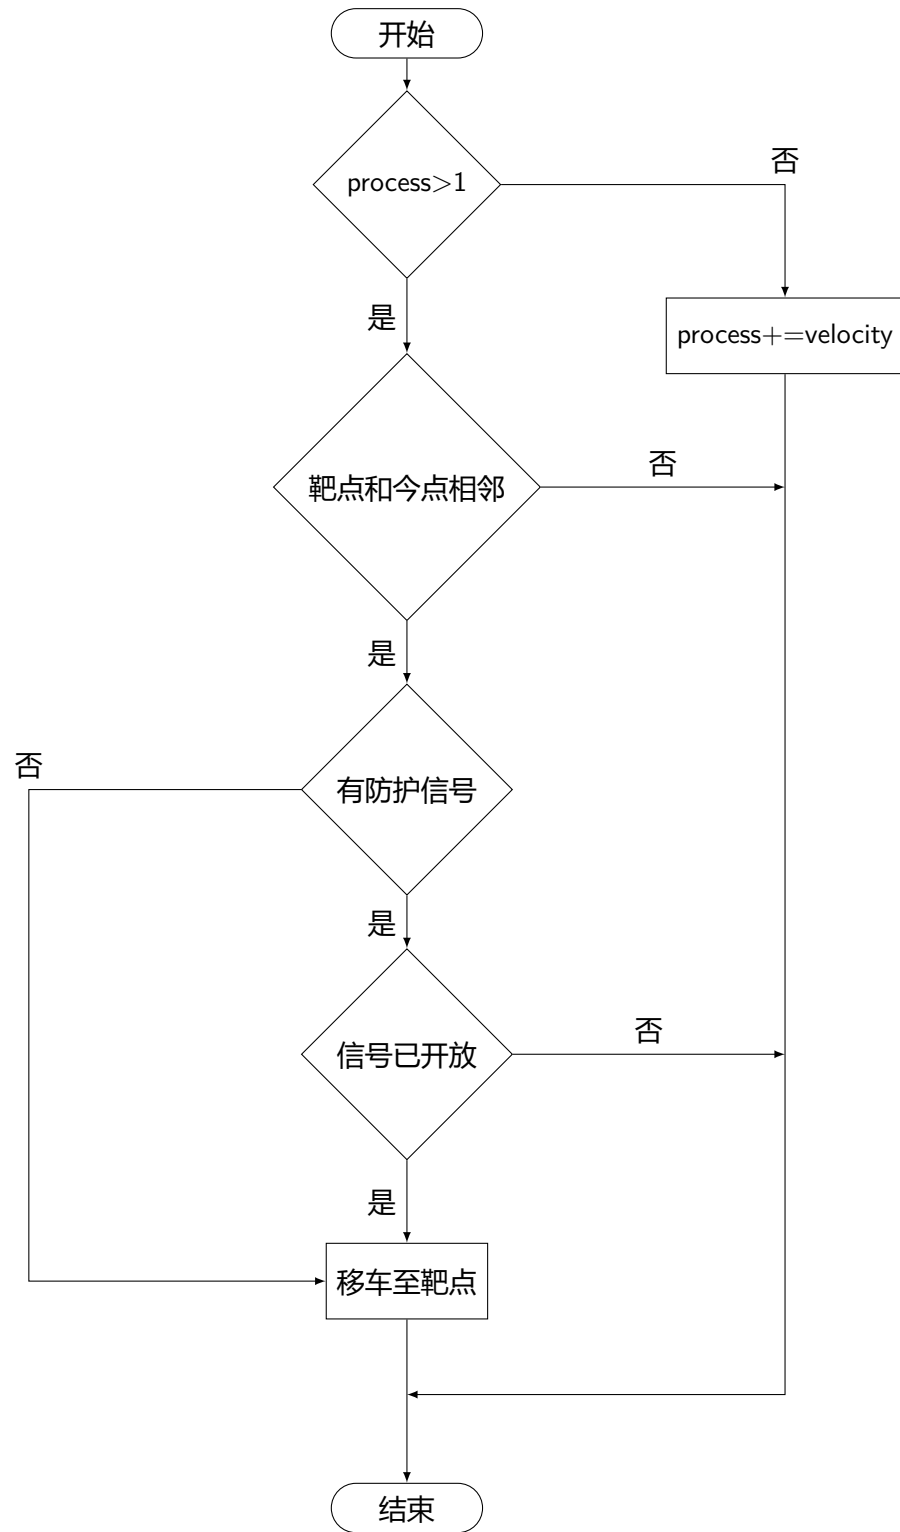 开始
process>1
否
是
process+=velocity
靶点和今点相邻
否
是
有防护信号
否
是
信号已开放
否
是
移车至靶点
结束